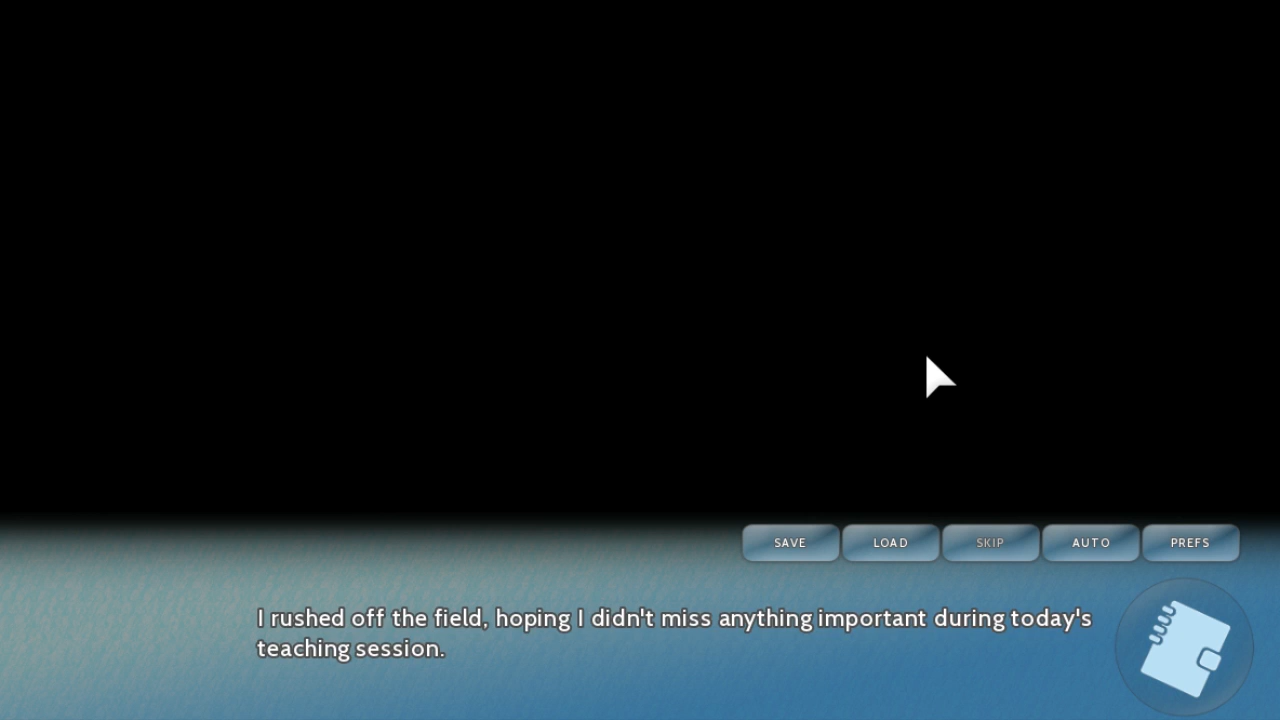 SAVE LOAD SKIP AUTO PREFS
I rushed off the field, hoping I didn't miss anything important during today's
teaching session.